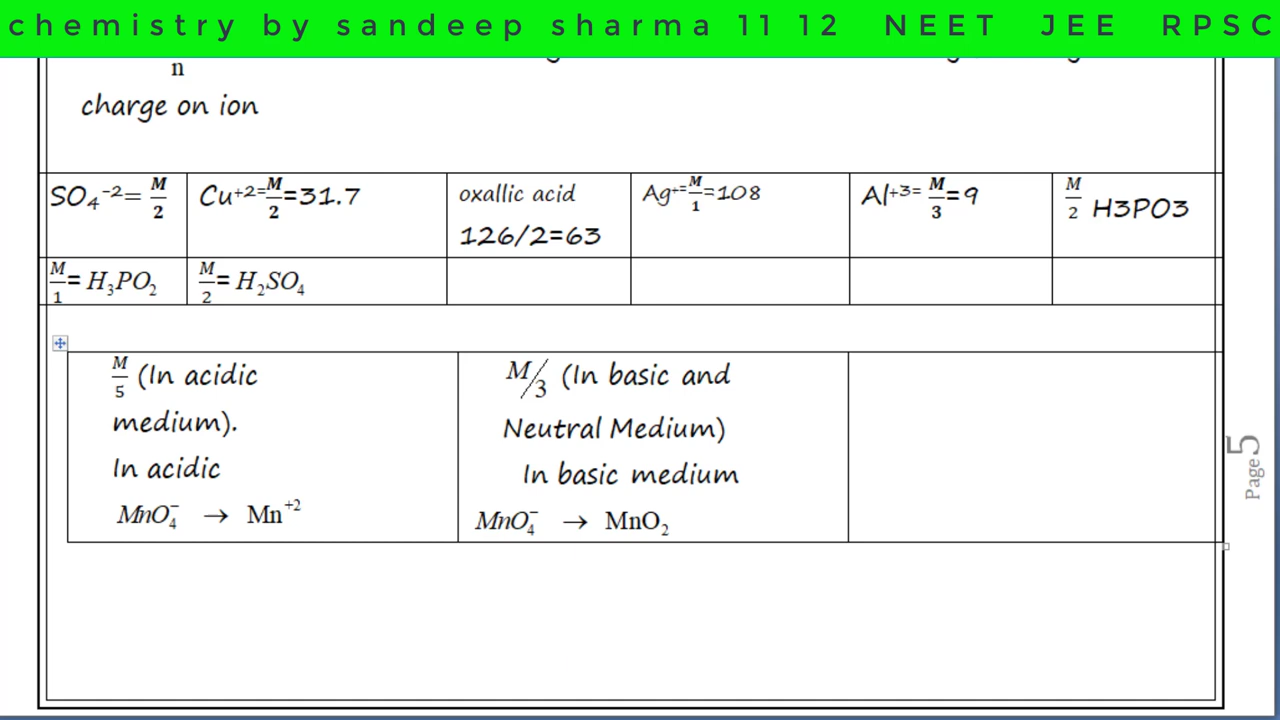 chemistry by sandeep sharma 11 12 NEET JEE RPSC
n
charge on ion
SO₄⁻²= M/2
Cu⁺²=M/2=31.7
oxallic acid
126/2=63
Ag⁺=M/1=108
Al⁺³= M/3=9
M/2 H3PO3
M/1= H₃PO₂
M/2= H₂SO₄
M/5 (In acidic
medium).
In acidic
MnO₄⁻ → Mn⁺²
M/3 (In basic and
Neutral Medium)
In basic medium
MnO₄⁻ → MnO₂
Page 5